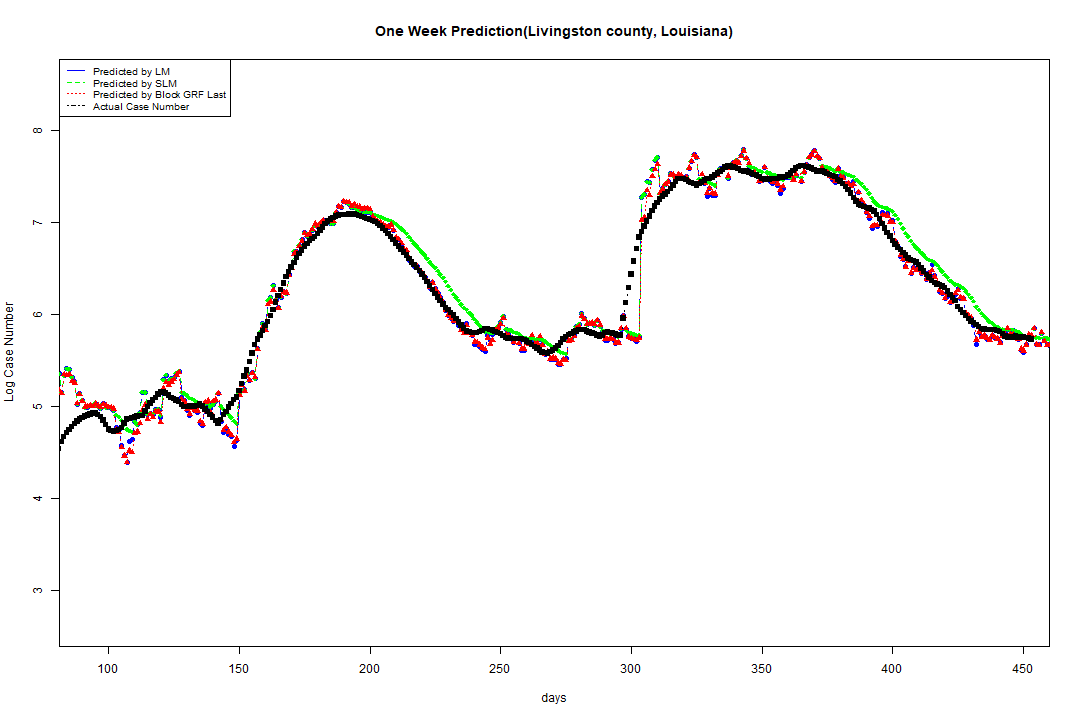 One Week Prediction(Livingston county, Louisiana)
Predicted by LM
Predicted by SLM
Predicted by Block GRF Last
Actual Case Number
8
7
6
5
4
3
Log Case Number
100 150 200 250 300 350 400 450
days